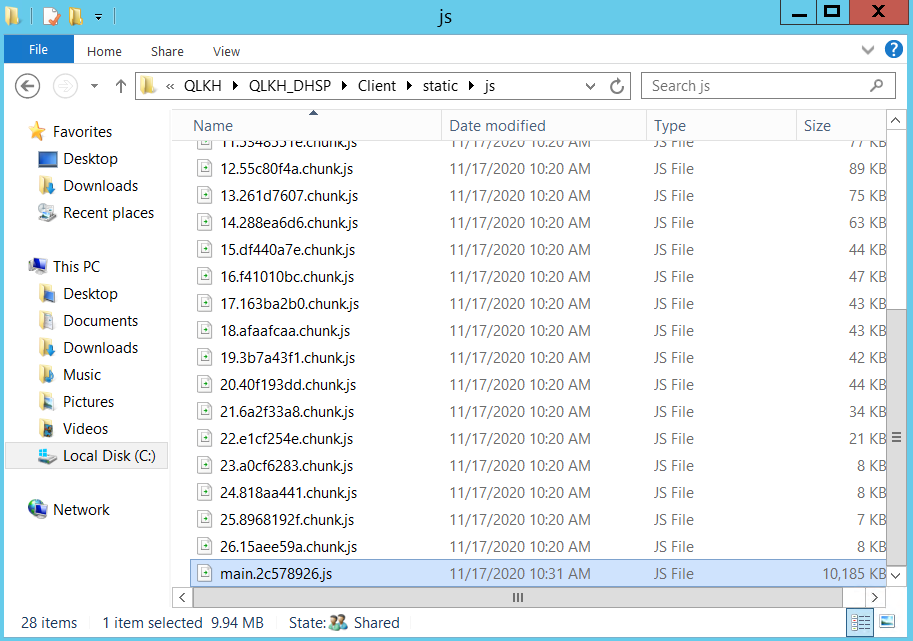 js
File Home Share View
« QLKH QLKH_DHSP Client static js Search js
Name Date modified Type Size
Favorites
Desktop
Downloads
Recent places
This PC
Desktop
Documents
Downloads
Music
Pictures
Videos
Local Disk (C:)
Network
11/17/2020 10:20 AM JS File 77 KB
12.55c80f4a.chunk.js 11/17/2020 10:20 AM JS File 89 KB
13.261d7607.chunk.js 11/17/2020 10:20 AM JS File 75 KB
14.288ea6d6.chunk.js 11/17/2020 10:20 AM JS File 63 KB
15.df440a7e.chunk.js 11/17/2020 10:20 AM JS File 44 KB
16.f41010bc.chunk.js 11/17/2020 10:20 AM JS File 47 KB
17.163ba2b0.chunk.js 11/17/2020 10:20 AM JS File 43 KB
18.afaafcaa.chunk.js 11/17/2020 10:20 AM JS File 43 KB
19.3b7a43f1.chunk.js 11/17/2020 10:20 AM JS File 42 KB
20.40f193dd.chunk.js 11/17/2020 10:20 AM JS File 44 KB
21.6a2f33a8.chunk.js 11/17/2020 10:20 AM JS File 34 KB
22.e1cf254e.chunk.js 11/17/2020 10:20 AM JS File 21 KB
23.a0cf6283.chunk.js 11/17/2020 10:20 AM JS File 8 KB
24.818aa441.chunk.js 11/17/2020 10:20 AM JS File 8 KB
25.8968192f.chunk.js 11/17/2020 10:20 AM JS File 7 KB
26.15aee59a.chunk.js 11/17/2020 10:20 AM JS File 8 KB
main.2c578926.js 11/17/2020 10:31 AM JS File 10,185 KB
28 items 1 item selected 9.94 MB State: Shared